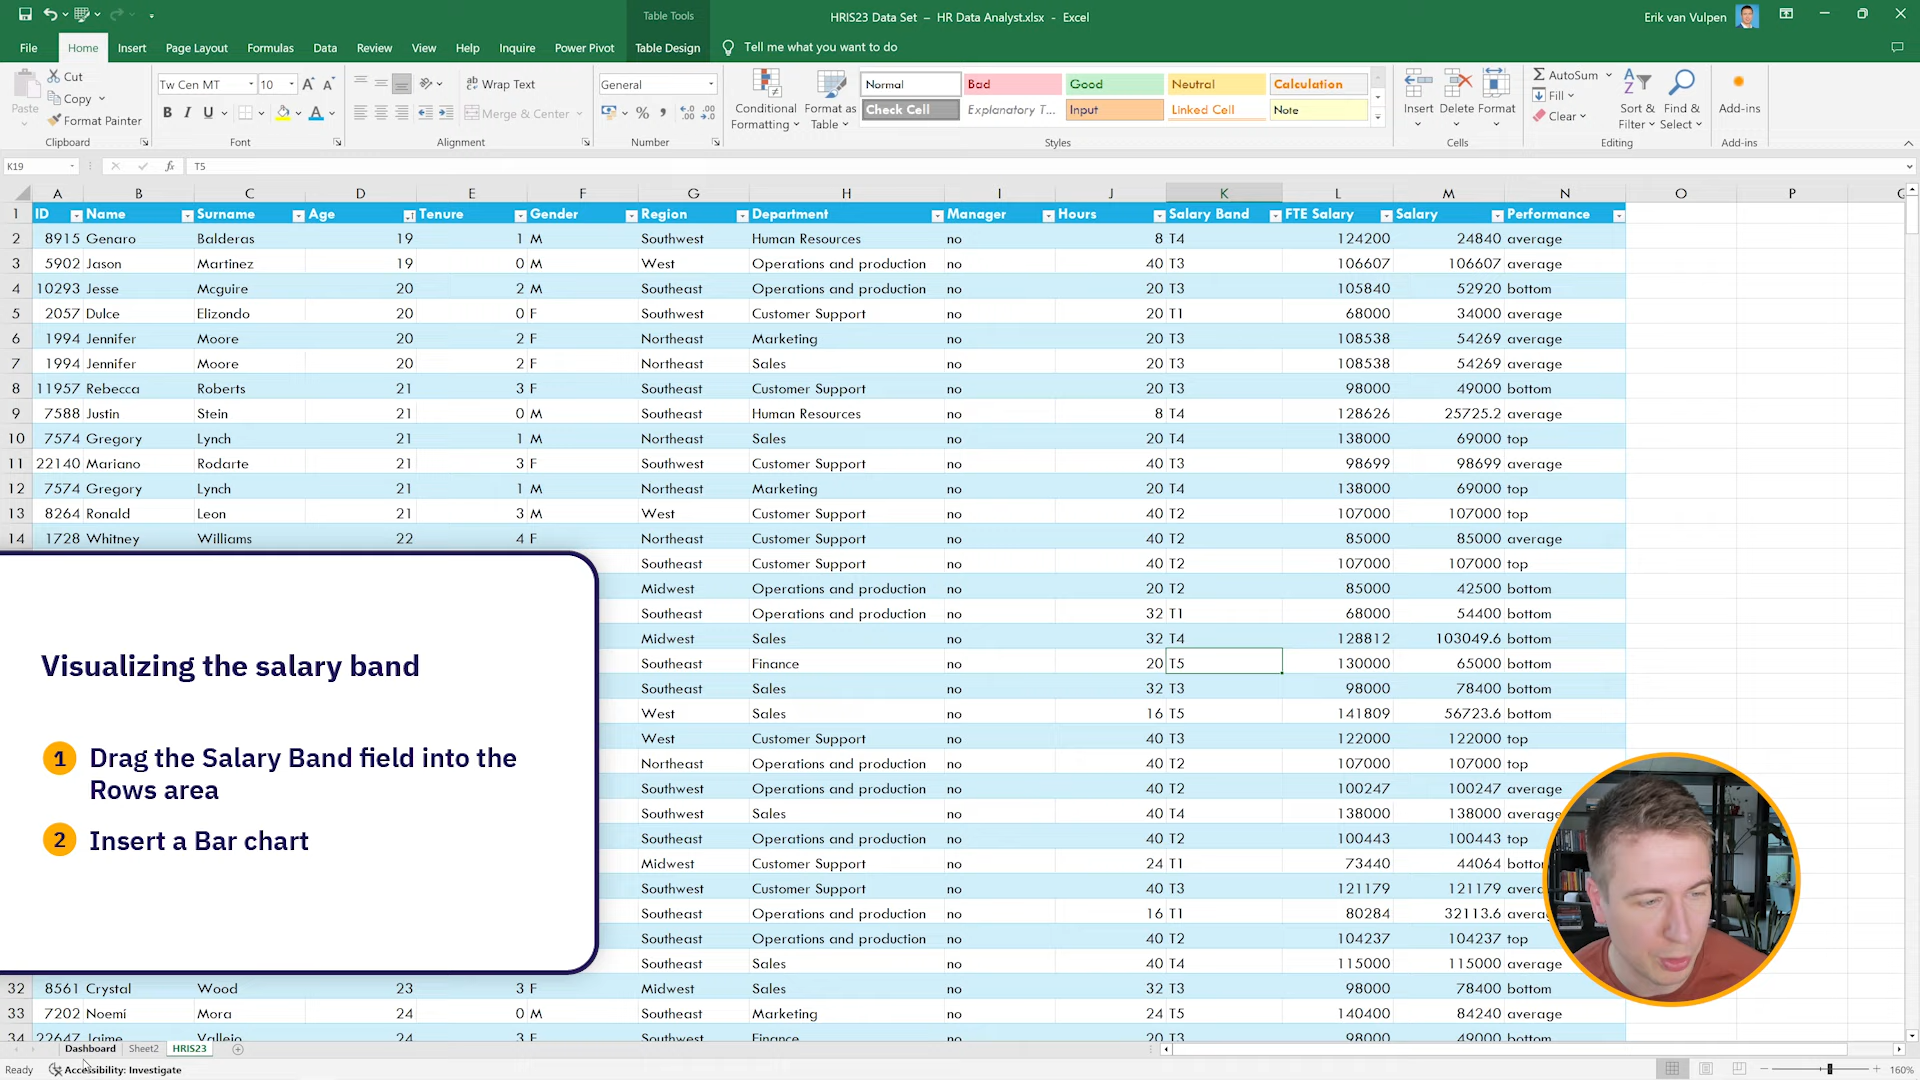 Table Tools
HRIS23 Data Set – HR Data Analyst.xlsx - Excel
Erik van Vulpen
File Home Insert Page Layout Formulas Data Review View Help Inquire Power Pivot Table Design Tell me what you want to do
Paste Cut Copy Format Painter
Tw Cen MT 10
B I U
Wrap Text
Merge & Center
General
Conditional Formatting
Format as Table
Normal Bad Good Neutral Calculation
Check Cell Explanatory T... Input Linked Cell Note
Insert Delete Format
AutoSum
Fill
Clear
Sort & Filter
Find & Select
Add-ins
Clipboard Font Alignment Number Styles Cells Editing Add-ins
K19 fx T5
A B C D E F G H I J K L M N O P
1 ID Name Surname Age Tenure Gender Region Department Manager Hours Salary Band FTE Salary Salary Performance
2 8915 Genaro Balderas 19 1 M Southwest Human Resources no 8 T4 124200 24840 average
3 5902 Jason Martinez 19 0 M West Operations and production no 40 T3 106607 106607 average
4 10293 Jesse Mcguire 20 2 M Southeast Operations and production no 20 T3 105840 52920 bottom
5 2057 Dulce Elizondo 20 0 F Southwest Customer Support no 20 T1 68000 34000 average
6 1994 Jennifer Moore 20 2 F Northeast Marketing no 20 T3 108538 54269 average
7 1994 Jennifer Moore 20 2 F Northeast Sales no 20 T3 108538 54269 average
8 11957 Rebecca Roberts 21 3 F Southeast Customer Support no 20 T3 98000 49000 bottom
9 7588 Justin Stein 21 0 M Southeast Human Resources no 8 T4 128626 25725.2 average
10 7574 Gregory Lynch 21 1 M Northeast Sales no 20 T4 138000 69000 top
11 22140 Mariano Rodarte 21 3 F Southwest Customer Support no 40 T3 98699 98699 average
12 7574 Gregory Lynch 21 1 M Northeast Marketing no 20 T4 138000 69000 top
13 8264 Ronald Leon 21 3 M West Customer Support no 40 T2 107000 107000 top
14 1728 Whitney Williams 22 4 F Northeast Customer Support no 40 T2 85000 85000 average
Southeast Customer Support no 40 T2 107000 107000 top
Midwest Operations and production no 20 T2 85000 42500 bottom
Southeast Operations and production no 32 T1 68000 54400 bottom
Midwest Sales no 32 T4 128812 103049.6 bottom
Southeast Finance no 20 T5 130000 65000 bottom
Southeast Sales no 32 T3 98000 78400 bottom
West Sales no 16 T5 141809 56723.6 bottom
West Customer Support no 40 T3 122000 122000 top
Northeast Operations and production no 40 T2 107000 107000 top
Southwest Operations and production no 40 T2 100247 100247 average
Southwest Sales no 40 T4 138000 138000 average
Southeast Operations and production no 40 T2 100443 100443 top
Midwest Customer Support no 24 T1 73440 44064
Southwest Customer Support no 40 T3 121179 121179
Southeast Operations and production no 16 T1 80284 32113.6
Southeast Operations and production no 40 T2 104237 104237 top
Southeast Sales no 40 T4 115000 115000 average
32 8561 Crystal Wood 23 3 F Midwest Sales no 32 T3 98000 78400 bottom
33 7202 Noemi Mora 24 0 M Southeast Marketing no 24 T5 140400 84240 average
34 22647 Jaime Vallejo 24 3 F Southwest Finance no 20 T3 98000 49000 bottom
Visualizing the salary band
1 Drag the Salary Band field into the
Rows area
2 Insert a Bar chart
Dashboard Sheet2 HRIS23
Ready Accessibility: Investigate 160%